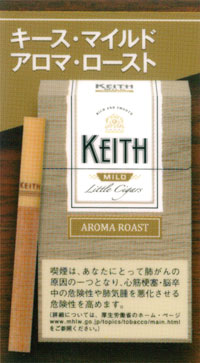 キース・マイルド
アロマ・ロースト
RICH AND SMOOTH
KEITH
MILD
Little Cigars
AROMA ROAST
KEITH
喫煙は、あなたにとって肺がんの
原因の一つとなり、心筋梗塞・脳卒
中の危険性や肺気腫を悪化させる
危険性を高めます。
(詳細については、厚生労働省のホーム・ページ
www.mhlw.go.jp/topics/tobacco/main.html
をご参照ください。)